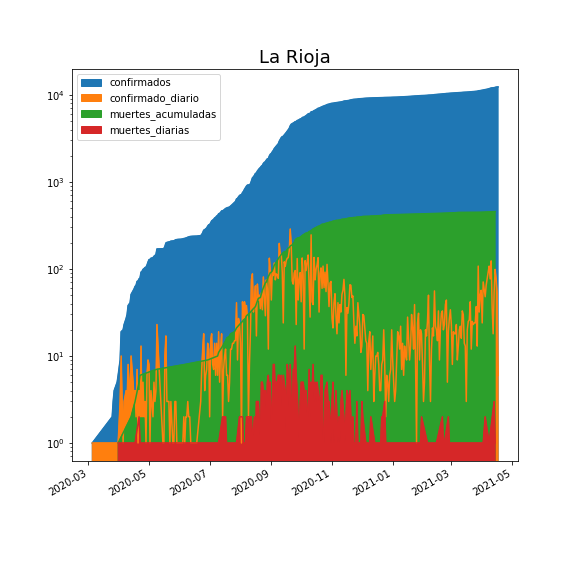 La Rioja
confirmados
confirmado_diario
muertes_acumuladas
muertes_diarias
10⁴
10³
10²
10¹
10⁰
2020-03
2020-05
2020-07
2020-09
2020-11
2021-01
2021-03
2021-05